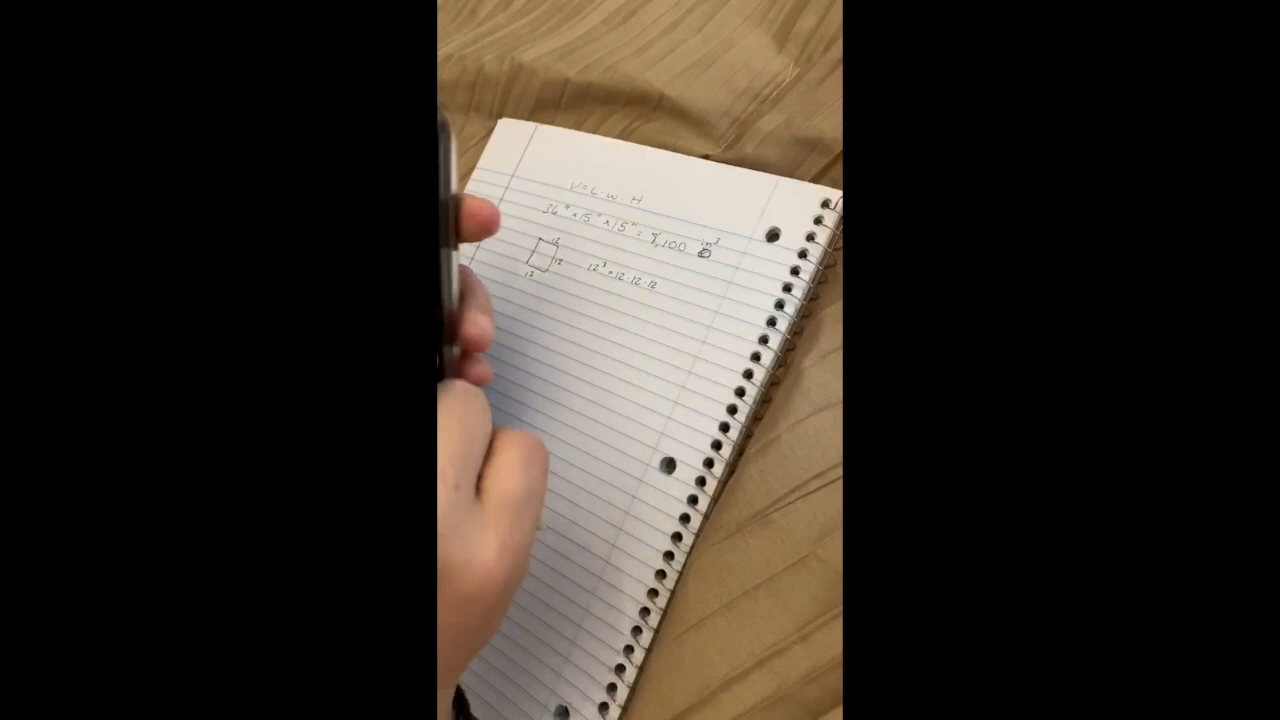 V = L · W · H
36" × 15" × 15" = 8,100 in³
12
12
12
12³ = 12 · 12 · 12